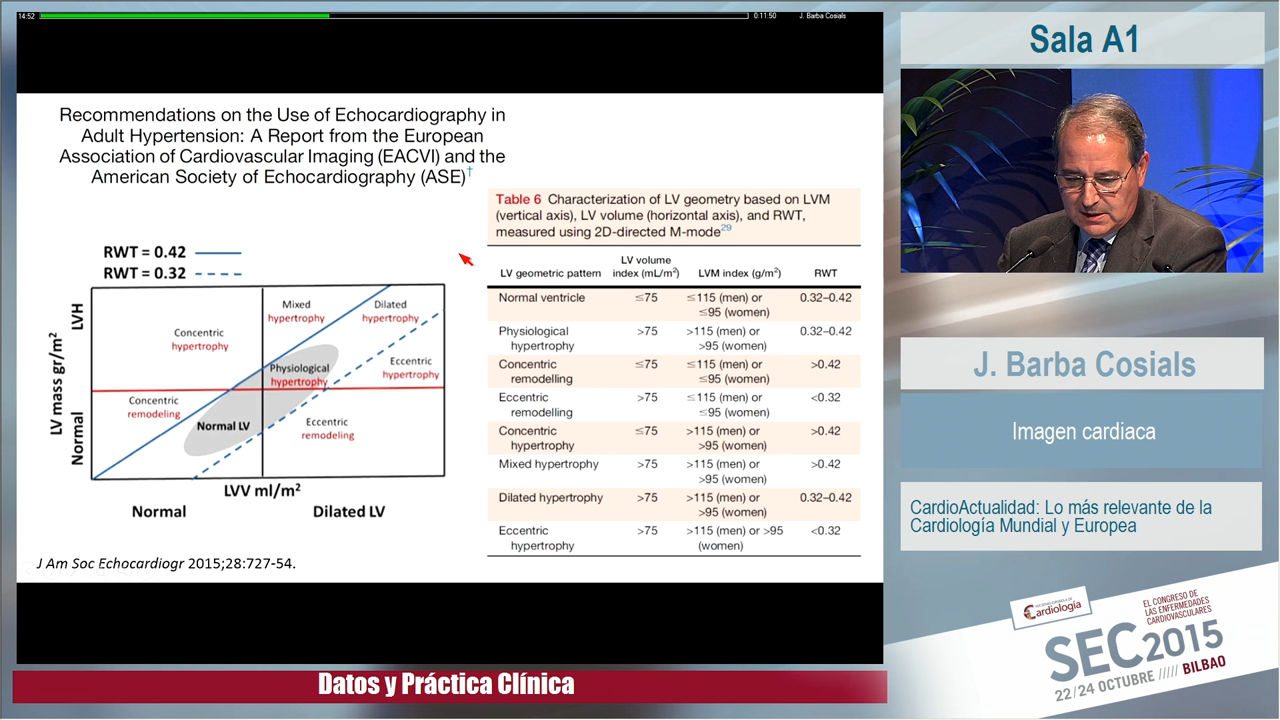 14:52
0:11:50
J. Barba Cosials
Recommendations on the Use of Echocardiography in
Adult Hypertension: A Report from the European
Association of Cardiovascular Imaging (EACVI) and the
American Society of Echocardiography (ASE)†
RWT = 0.42
RWT = 0.32
LV mass gr/m²
LVH
Normal
Concentric
hypertrophy
Mixed
hypertrophy
Dilated
hypertrophy
Physiological
hypertrophy
Eccentric
hypertrophy
Concentric
remodeling
Normal LV
Eccentric
remodeling
LVV ml/m²
Normal
Dilated LV
J Am Soc Echocardiogr 2015;28:727-54.
Table 6 Characterization of LV geometry based on LVM
(vertical axis), LV volume (horizontal axis), and RWT,
measured using 2D-directed M-mode29
LV geometric pattern LV volume index (mL/m²) LVM index (g/m²) RWT
Normal ventricle ≤75 ≤115 (men) or 0.32–0.42
≤95 (women)
Physiological >75 >115 (men) or 0.32–0.42
hypertrophy >95 (women)
Concentric ≤75 ≤115 (men) or >0.42
remodelling ≤95 (women)
Eccentric >75 ≤115 (men) or <0.32
remodelling ≤95 (women)
Concentric ≤75 >115 (men) or >0.42
hypertrophy >95 (women)
Mixed hypertrophy >75 >115 (men) or >0.42
>95 (women)
Dilated hypertrophy >75 >115 (men) or 0.32–0.42
>95 (women)
Eccentric >75 >115 (men) or >95 <0.32
hypertrophy (women)
Datos y Práctica Clínica
Sala A1
J. Barba Cosials
Imagen cardiaca
CardioActualidad: Lo más relevante de la
Cardiología Mundial y Europea
Cardiología
EL CONGRESO
DE LAS ENFERMEDADES
CARDIOVASCULARES
SEC2015
22/24 OCTUBRE ///// BILBAO